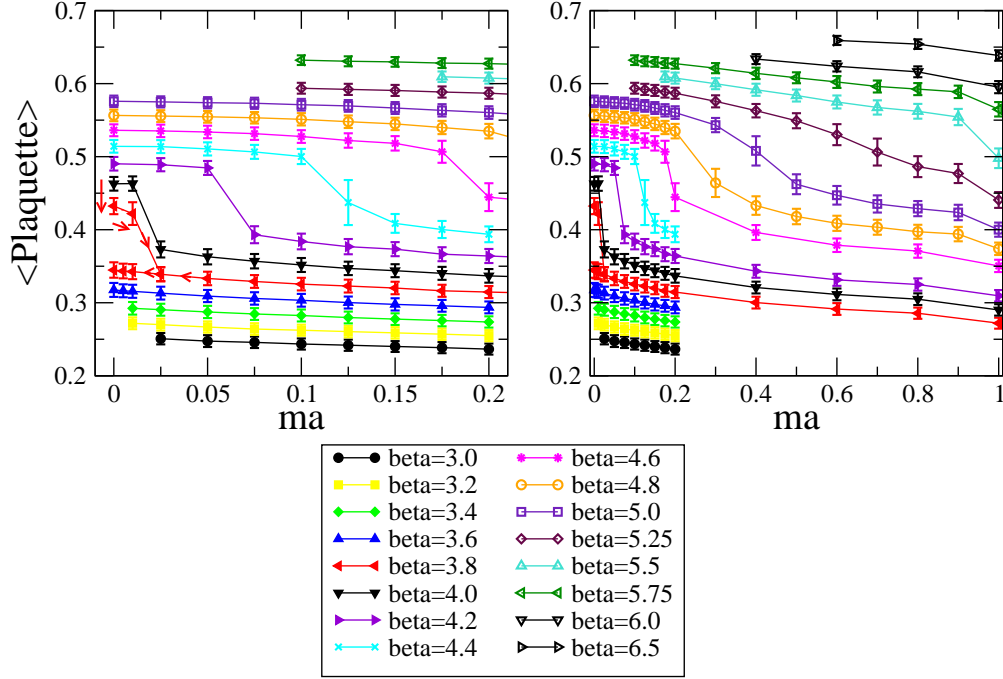 0.7
0.6
0.5
0.4
0.3
0.2
<Plaquette>
0 0.05 0.1 0.15 0.2
ma
0.7
0.6
0.5
0.4
0.3
0.2
0 0.2 0.4 0.6 0.8 1
ma
beta=3.0
beta=3.2
beta=3.4
beta=3.6
beta=3.8
beta=4.0
beta=4.2
beta=4.4
beta=4.6
beta=4.8
beta=5.0
beta=5.25
beta=5.5
beta=5.75
beta=6.0
beta=6.5